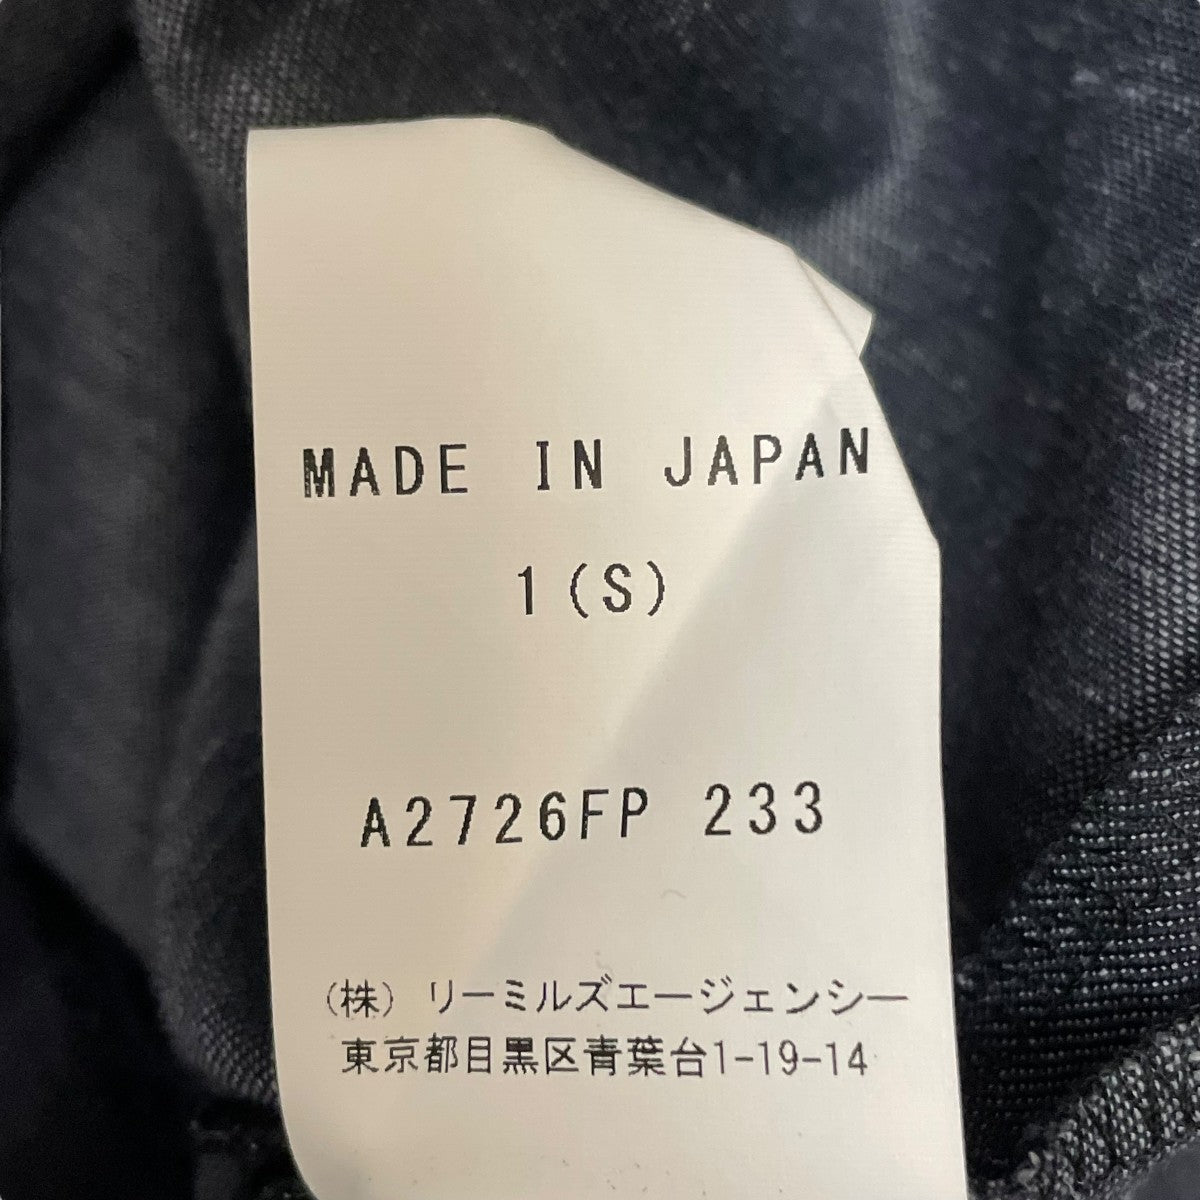 MADE IN JAPAN
1(S)
A2726FP 233
(株) リーミルズエージェンシー
東京都目黒区青葉台1-19-14